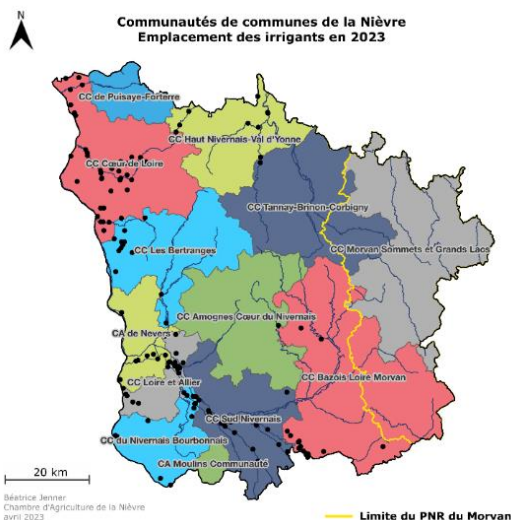 Communautés de communes de la Nièvre
Emplacement des irrigants en 2023
N
CC de Puisaye-Forterre
CC Haut Nivernais-Val d'Yonne
CC Cœur de Loire
CC Tannay-Brinon-Corbigny
CC Les Bertranges
CC Morvan Sommets et Grands Lacs
CC Amognes Cœur du Nivernais
CA de Nevers
CC Bazois Loire Morvan
CC Loire et Allier
CC Sud Nivernais
CC du Nivernais Bourbonnais
CA Moulins Communauté
20 km
Béatrice Jenner
Chambre d'Agriculture de la Nièvre
avril 2023
Limite du PNR du Morvan